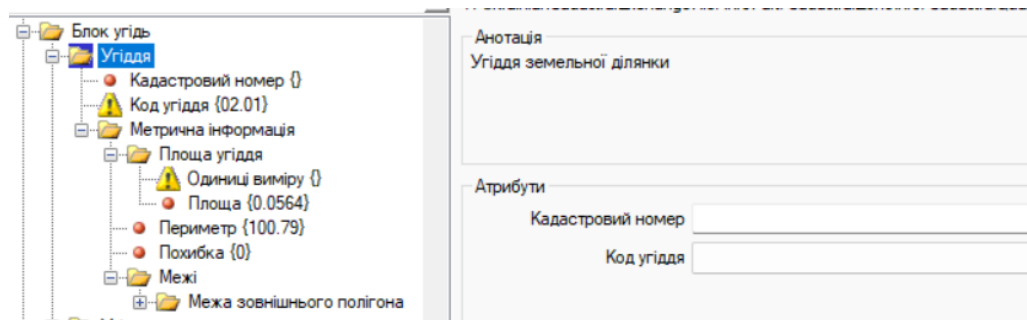 Блок угідь
Угіддя
Кадастровий номер {}
Код угіддя {02.01}
Метрична інформація
Площа угіддя
Одиниці виміру {}
Площа {0.0564}
Периметр {100.79}
Похибка {0}
Межі
Межа зовнішнього полігона
Анотація
Угіддя земельної ділянки
Атрибути
Кадастровий номер
Код угіддя